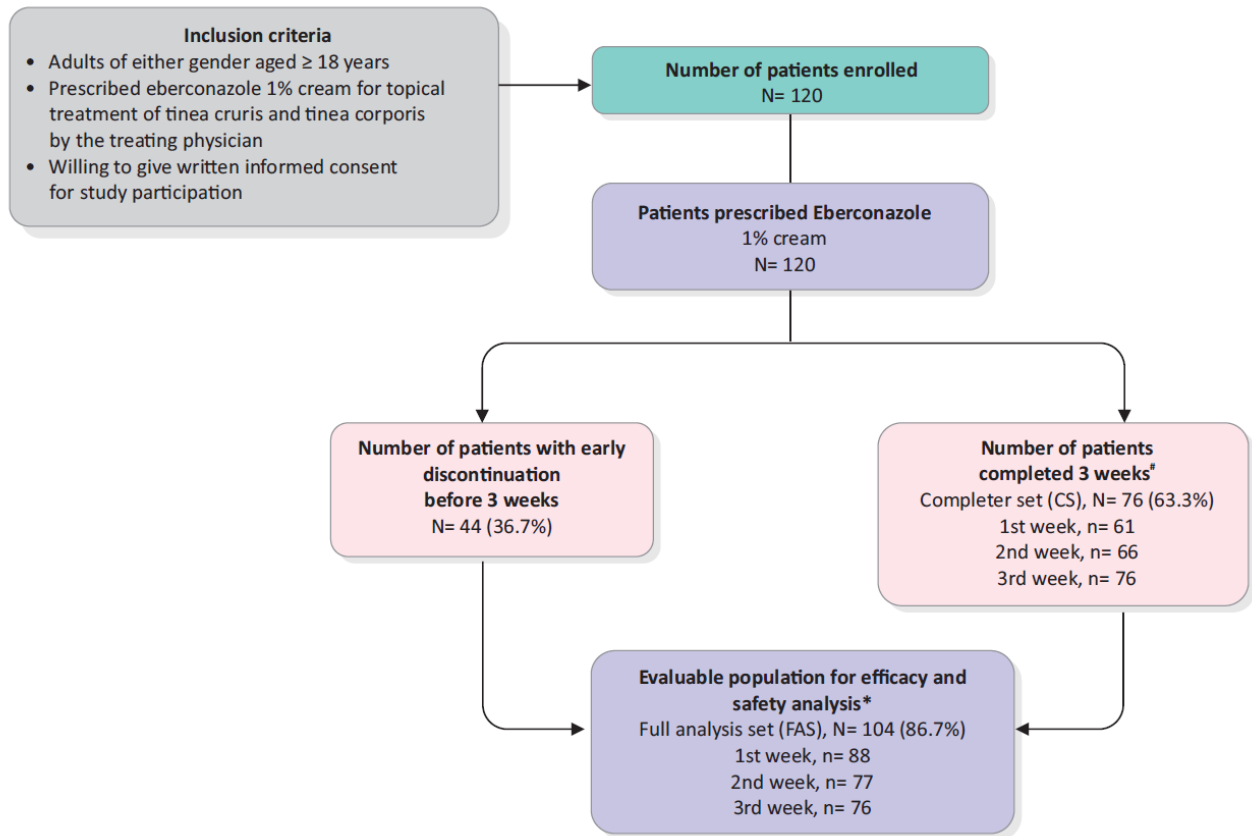 Inclusion criteria
• Adults of either gender aged ≥ 18 years
• Prescribed eberconazole 1% cream for topical
treatment of tinea cruris and tinea corporis
by the treating physician
• Willing to give written informed consent
for study participation
Number of patients enrolled
N= 120
Patients prescribed Eberconazole
1% cream
N= 120
Number of patients with early
discontinuation
before 3 weeks
N= 44 (36.7%)
Number of patients
completed 3 weeks#
Completer set (CS), N= 76 (63.3%)
1st week, n= 61
2nd week, n= 66
3rd week, n= 76
Evaluable population for efficacy and
safety analysis*
Full analysis set (FAS), N= 104 (86.7%)
1st week, n= 88
2nd week, n= 77
3rd week, n= 76